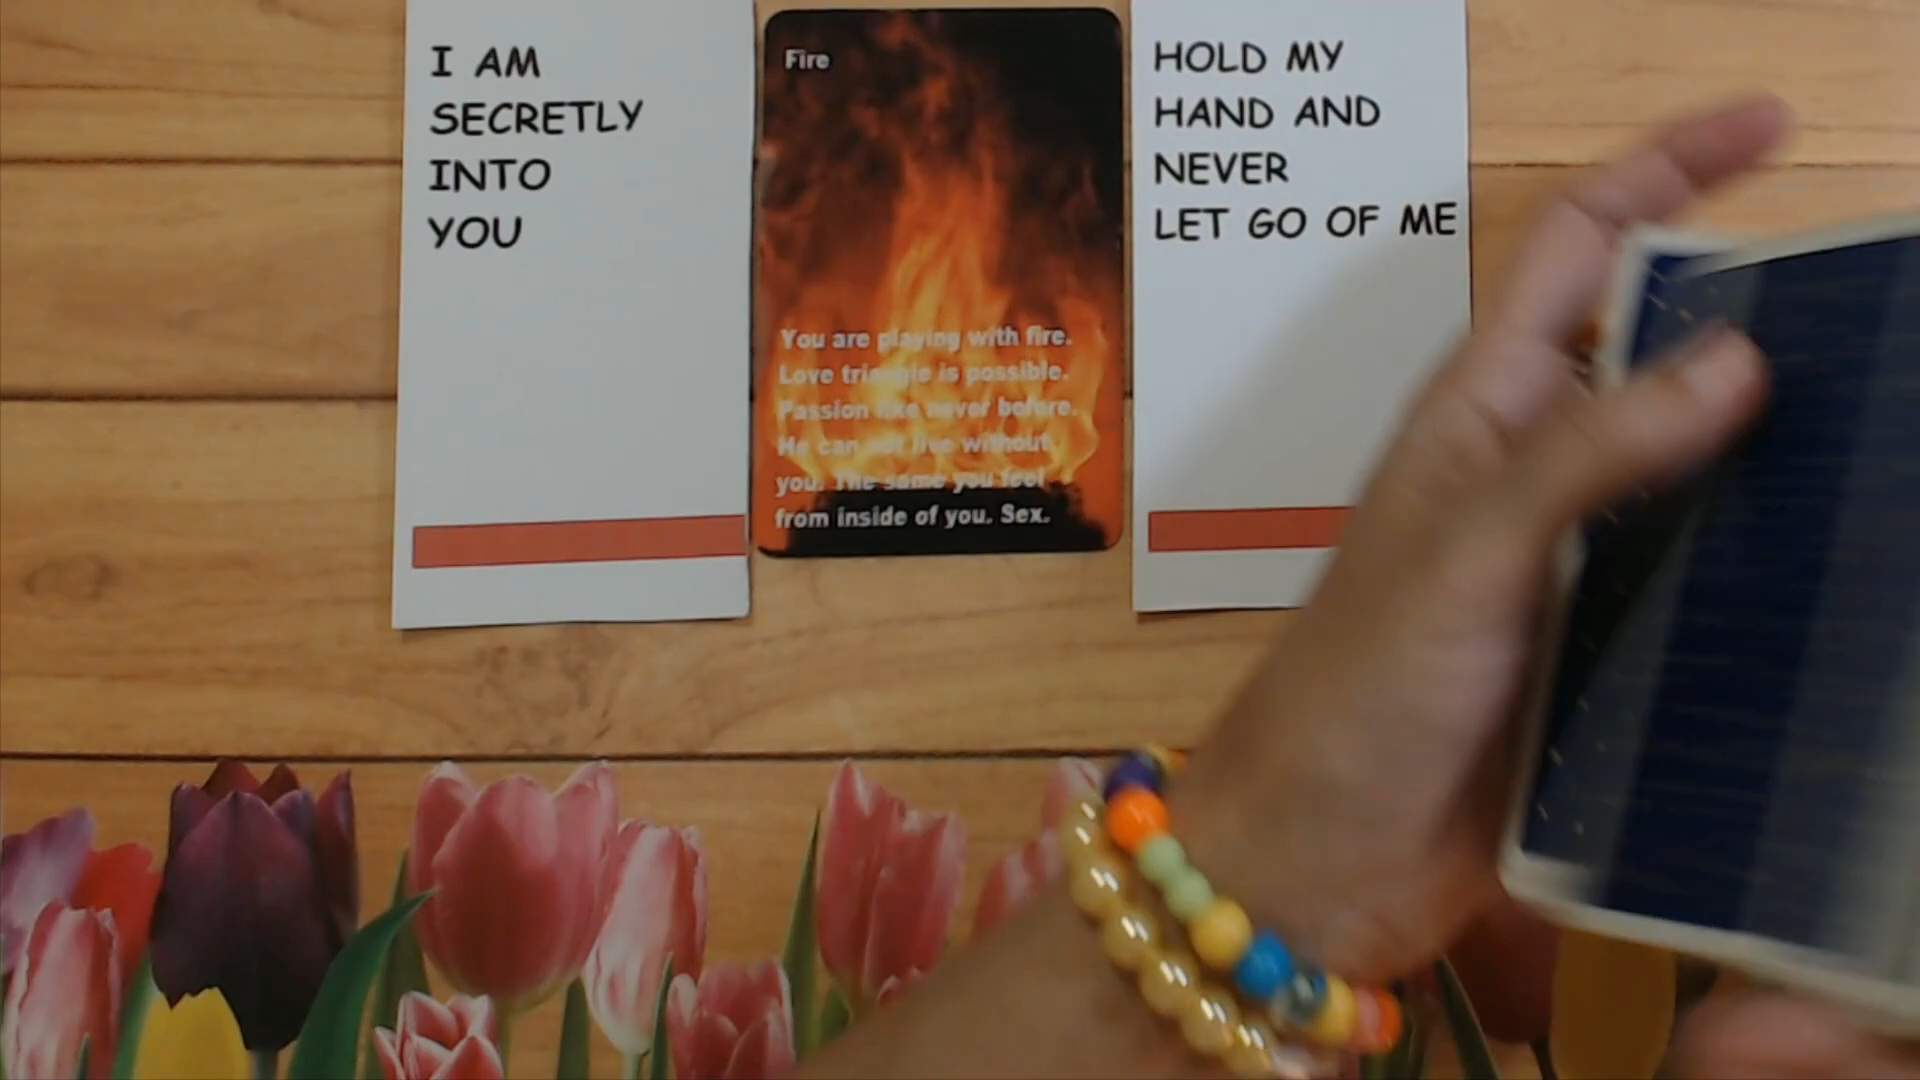 I AM
SECRETLY
INTO
YOU
Fire
You are playing with fire.
Love triangle is possible.
Passion like never before.
He can not live without
you. The same you feel
from inside of you. Sex.
HOLD MY
HAND AND
NEVER
LET GO OF ME